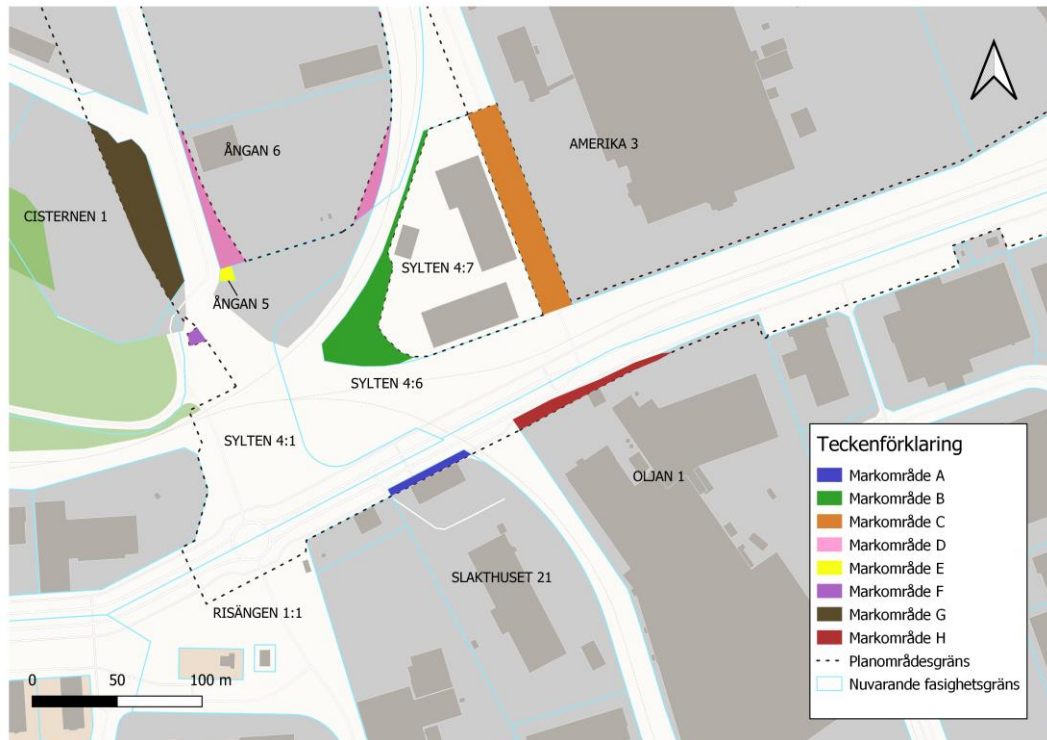 ÅNGAN 6
AMERIKA 3
CISTERNEN 1
SYLTEN 4:7
ÅNGAN 5
SYLTEN 4:6
SYLTEN 4:1
OLJAN 1
SLAKTHUSET 21
RISÄNGEN 1:1
0 50 100 m
Teckenförklaring
Markområde A
Markområde B
Markområde C
Markområde D
Markområde E
Markområde F
Markområde G
Markområde H
Planområdesgräns
Nuvarande fasighetsgräns